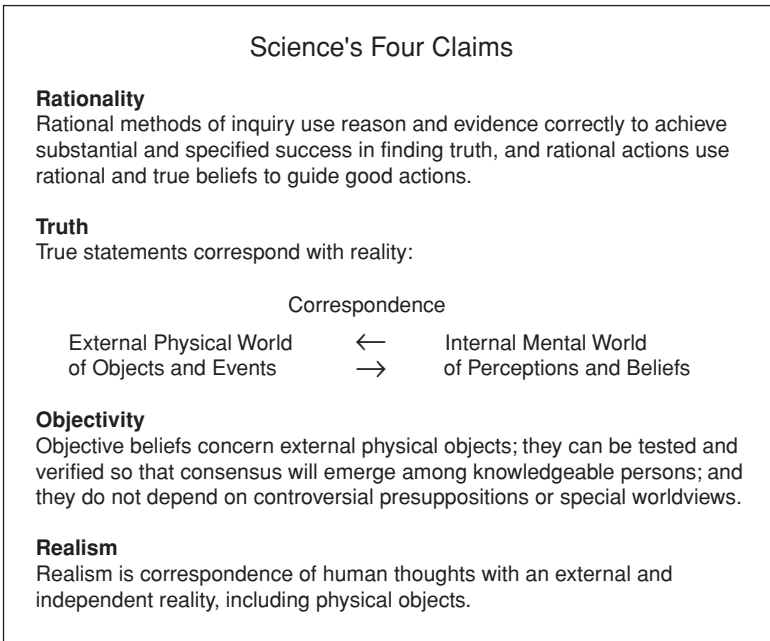 Science's Four Claims
Rationality
Rational methods of inquiry use reason and evidence correctly to achieve
substantial and specified success in finding truth, and rational actions use
rational and true beliefs to guide good actions.
Truth
True statements correspond with reality:
Correspondence
External Physical World ← Internal Mental World
of Objects and Events → of Perceptions and Beliefs
Objectivity
Objective beliefs concern external physical objects; they can be tested and
verified so that consensus will emerge among knowledgeable persons; and
they do not depend on controversial presuppositions or special worldviews.
Realism
Realism is correspondence of human thoughts with an external and
independent reality, including physical objects.